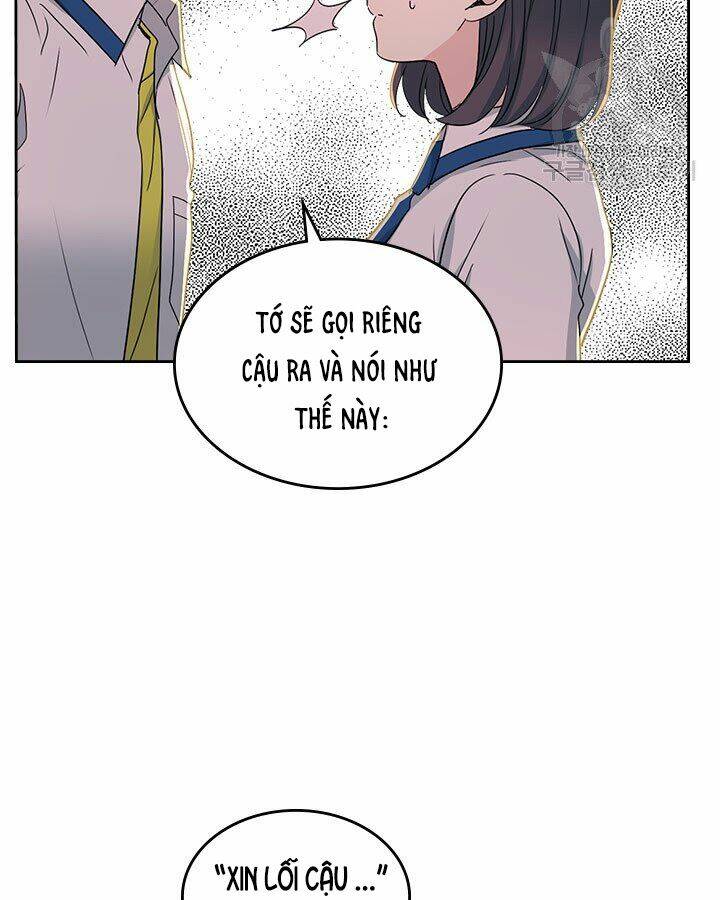 TỚ SẼ GỌI RIÊNG
CẬU RA VÀ NÓI NHƯ
THẾ NÀY:
"XIN LỖI CẬU ..."